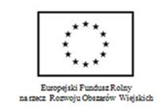 Europejski Fundusz Rolny
na rzecz Rozwoju Obszarów Wiejskich